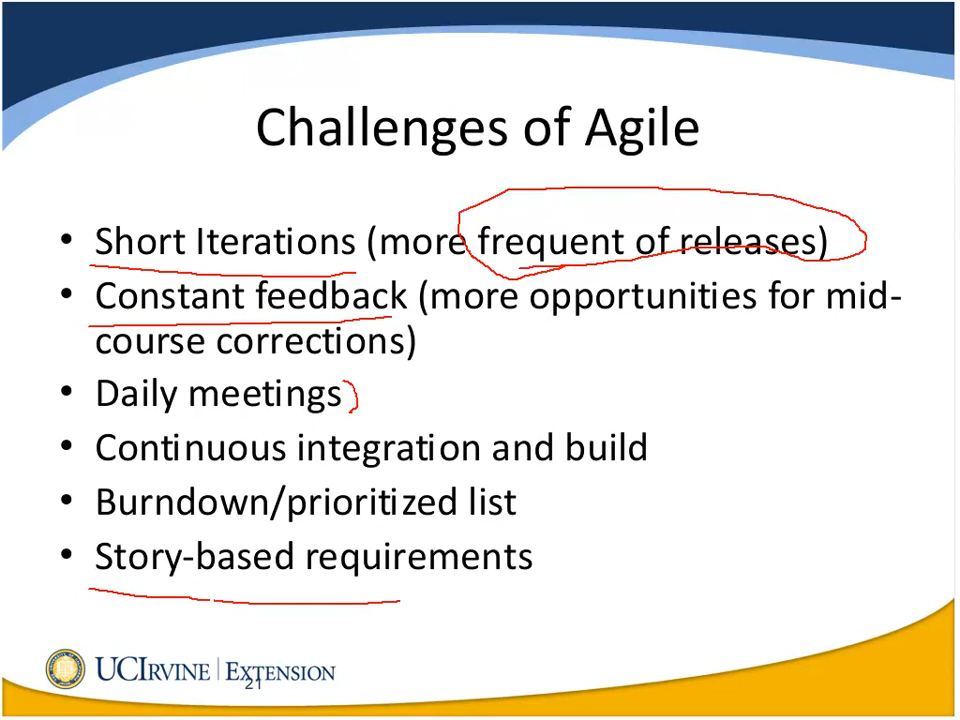 Challenges of Agile
• Short Iterations (more frequent of releases)
• Constant feedback (more opportunities for mid-
course corrections)
• Daily meetings
• Continuous integration and build
• Burndown/prioritized list
• Story-based requirements
UCIRVINE | EXTENSION
21